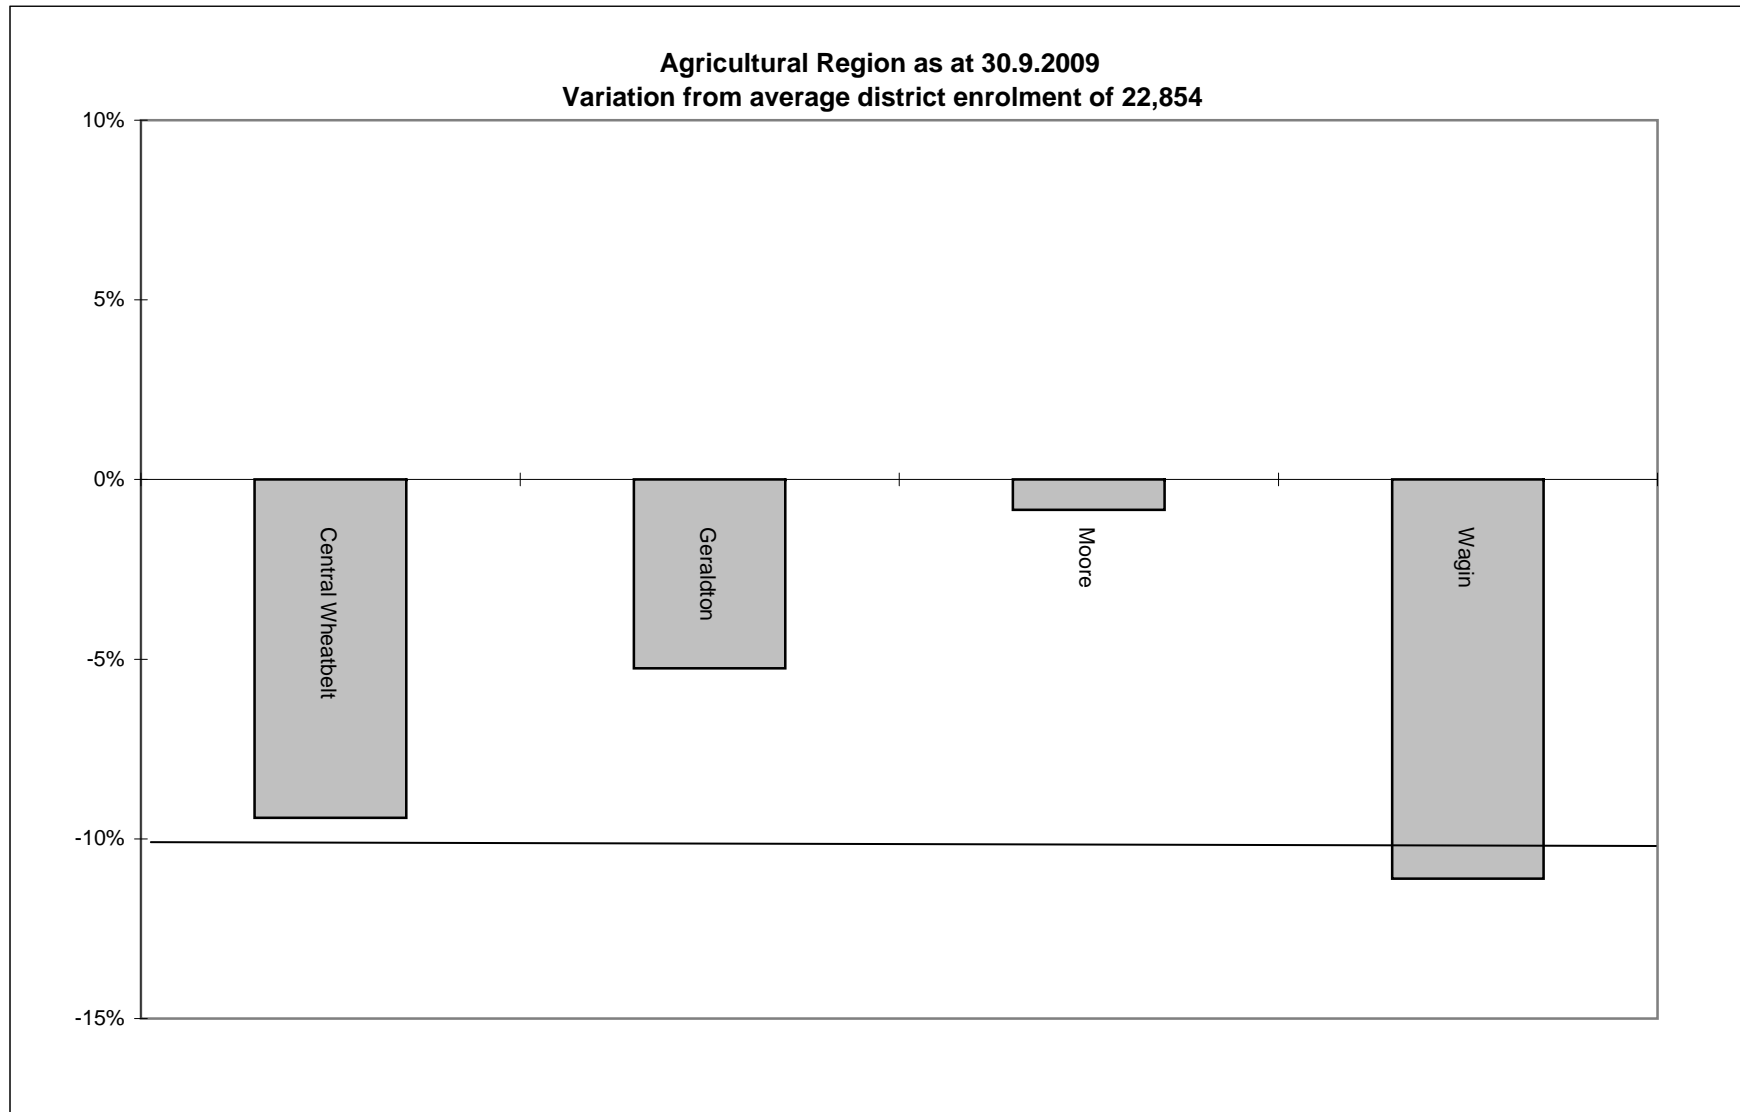 Agricultural Region as at 30.9.2009
Variation from average district enrolment of 22,854
10%
5%
0%
-5%
-10%
-15%
Central Wheatbelt
Geraldton
Moore
Wagin